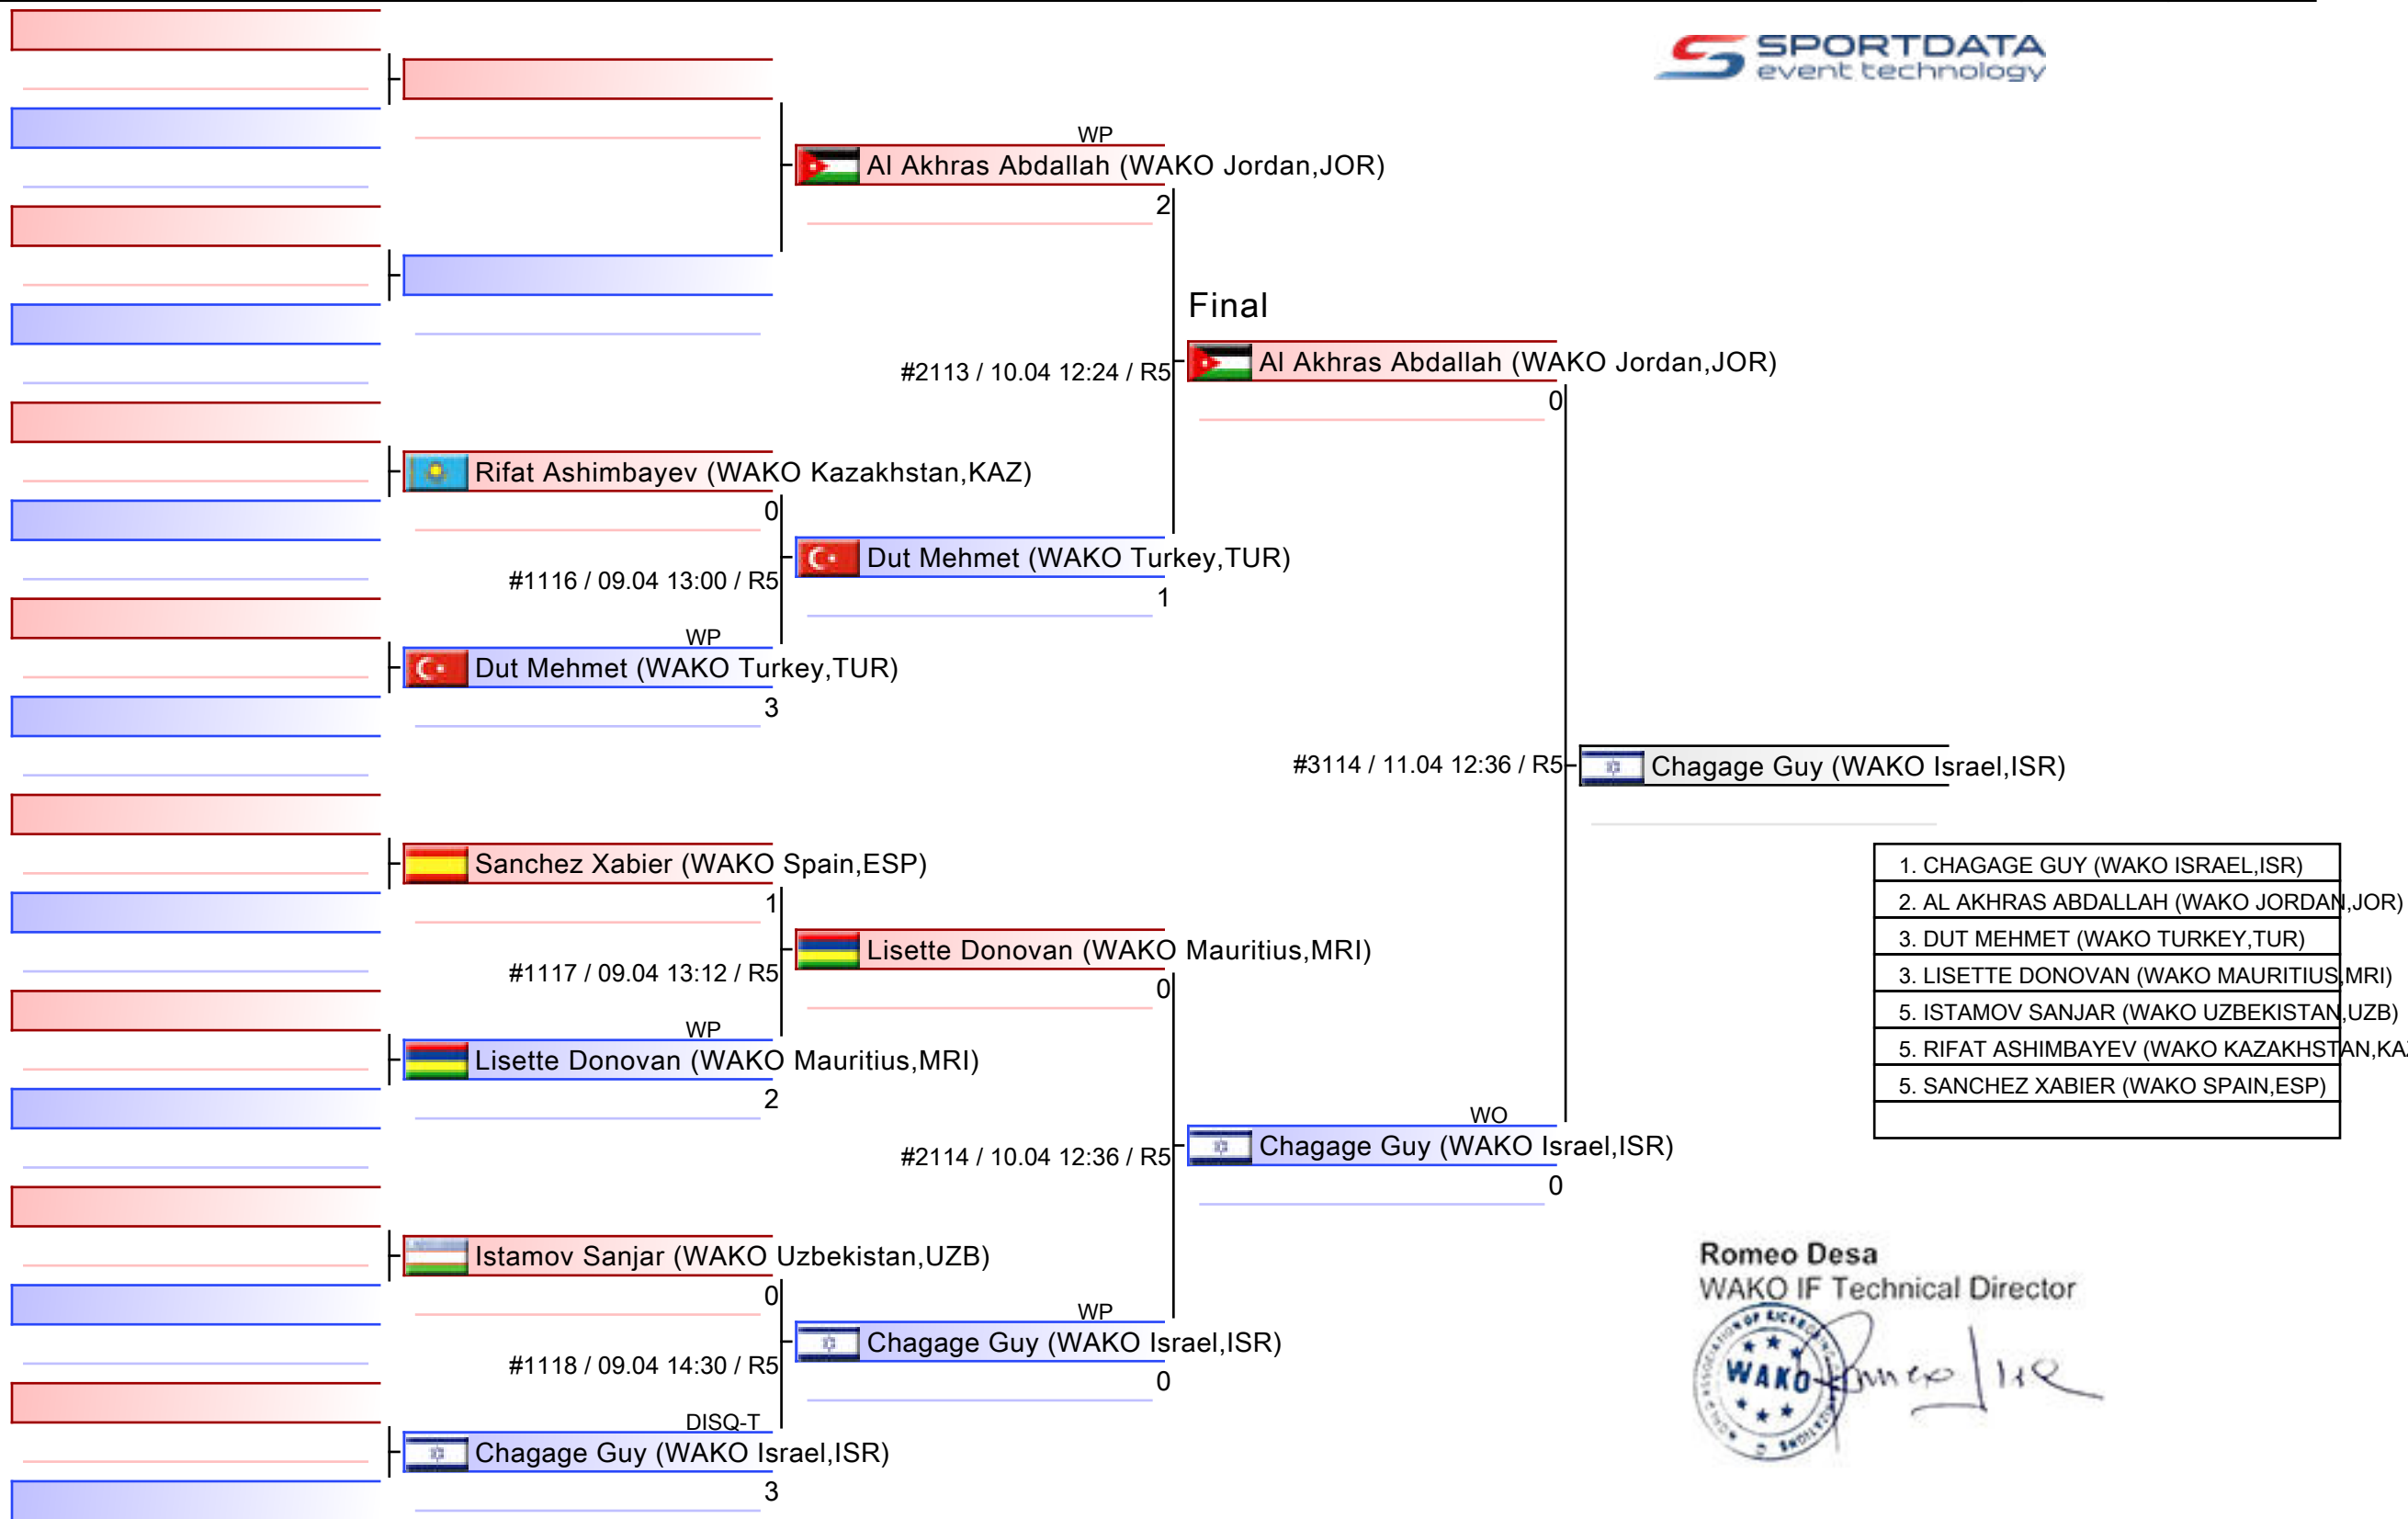 SPORTDATA
event technology
WP
Al Akhras Abdallah (WAKO Jordan,JOR)
2
Final
#2113 / 10.04 12:24 / R5
Al Akhras Abdallah (WAKO Jordan,JOR)
0
Rifat Ashimbayev (WAKO Kazakhstan,KAZ)
0
#1116 / 09.04 13:00 / R5
Dut Mehmet (WAKO Turkey,TUR)
1
WP
Dut Mehmet (WAKO Turkey,TUR)
3
#3114 / 11.04 12:36 / R5
Chagage Guy (WAKO Israel,ISR)
Sanchez Xabier (WAKO Spain,ESP)
1
#1117 / 09.04 13:12 / R5
Lisette Donovan (WAKO Mauritius,MRI)
0
WP
Lisette Donovan (WAKO Mauritius,MRI)
2
#2114 / 10.04 12:36 / R5
WO
Chagage Guy (WAKO Israel,ISR)
0
Istamov Sanjar (WAKO Uzbekistan,UZB)
0
#1118 / 09.04 14:30 / R5
WP
Chagage Guy (WAKO Israel,ISR)
0
DISQ-T
Chagage Guy (WAKO Israel,ISR)
3
1. CHAGAGE GUY (WAKO ISRAEL,ISR)
2. AL AKHRAS ABDALLAH (WAKO JORDAN,JOR)
3. DUT MEHMET (WAKO TURKEY,TUR)
3. LISETTE DONOVAN (WAKO MAURITIUS,MRI)
5. ISTAMOV SANJAR (WAKO UZBEKISTAN,UZB)
5. RIFAT ASHIMBAYEV (WAKO KAZAKHSTAN,KAZ
5. SANCHEZ XABIER (WAKO SPAIN,ESP)
Romeo Desa
WAKO IF Technical Director
WAKO